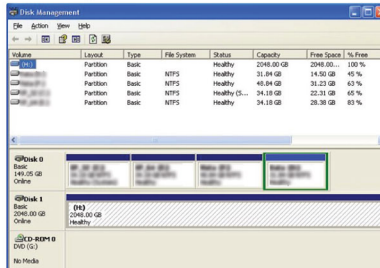 Disk Management
File Action View Help
Volume Layout Type File System Status Capacity Free Space % Free
(H:) Partition Basic Healthy 2048.00 GB 2048.00... 100 %
Partition Basic NTFS Healthy 31.84 GB 14.50 GB 45 %
Partition Basic NTFS Healthy 48.84 GB 31.23 GB 63 %
Partition Basic NTFS Healthy (S... 34.18 GB 22.31 GB 65 %
Partition Basic NTFS Healthy 34.18 GB 28.38 GB 83 %
Disk 0
Basic
149.05 GB
Online
Disk 1
Basic
2048.00 GB
Online
(H:)
2048.00 GB
Healthy
CD-ROM 0
DVD (G:)
No Media